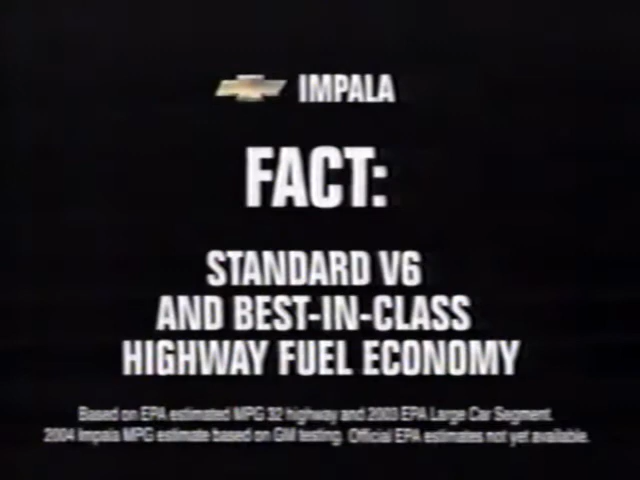 IMPALA
FACT:
STANDARD V6
AND BEST-IN-CLASS
HIGHWAY FUEL ECONOMY
Based on EPA estimated MPG 32 highway and 2003 EPA Large Car Segment.
2004 Impala MPG estimate based on GM testing. Official EPA estimates not yet available.